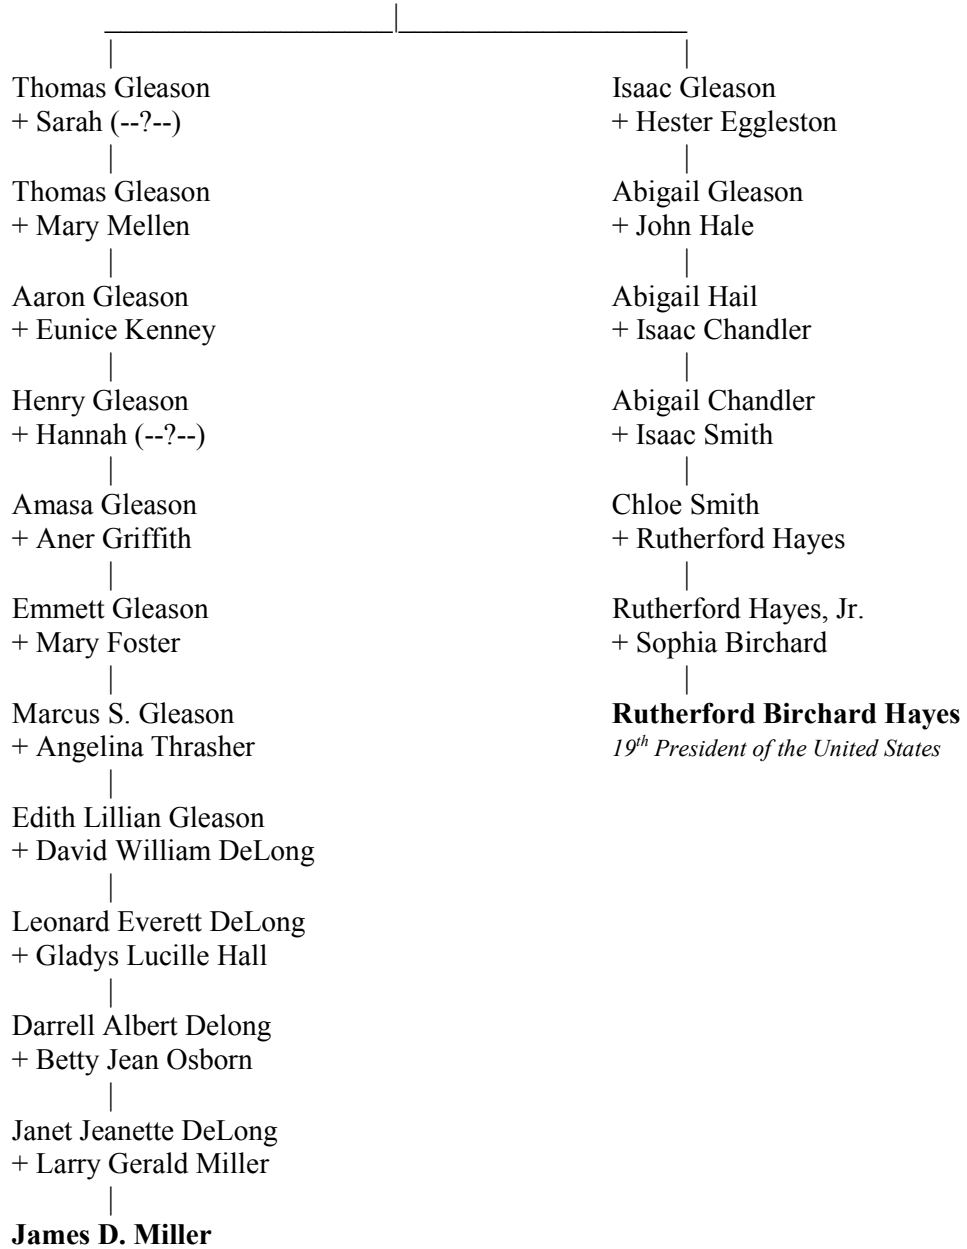 Thomas Gleason
+ Sarah (--?--)
Thomas Gleason
+ Mary Mellen
Aaron Gleason
+ Eunice Kenney
Henry Gleason
+ Hannah (--?--)
Amasa Gleason
+ Aner Griffith
Emmett Gleason
+ Mary Foster
Marcus S. Gleason
+ Angelina Thrasher
Edith Lillian Gleason
+ David William DeLong
Leonard Everett DeLong
+ Gladys Lucille Hall
Darrell Albert Delong
+ Betty Jean Osborn
Janet Jeanette DeLong
+ Larry Gerald Miller
James D. Miller
Isaac Gleason
+ Hester Eggleston
Abigail Gleason
+ John Hale
Abigail Hail
+ Isaac Chandler
Abigail Chandler
+ Isaac Smith
Chloe Smith
+ Rutherford Hayes
Rutherford Hayes, Jr.
+ Sophia Birchard
Rutherford Birchard Hayes
19th President of the United States